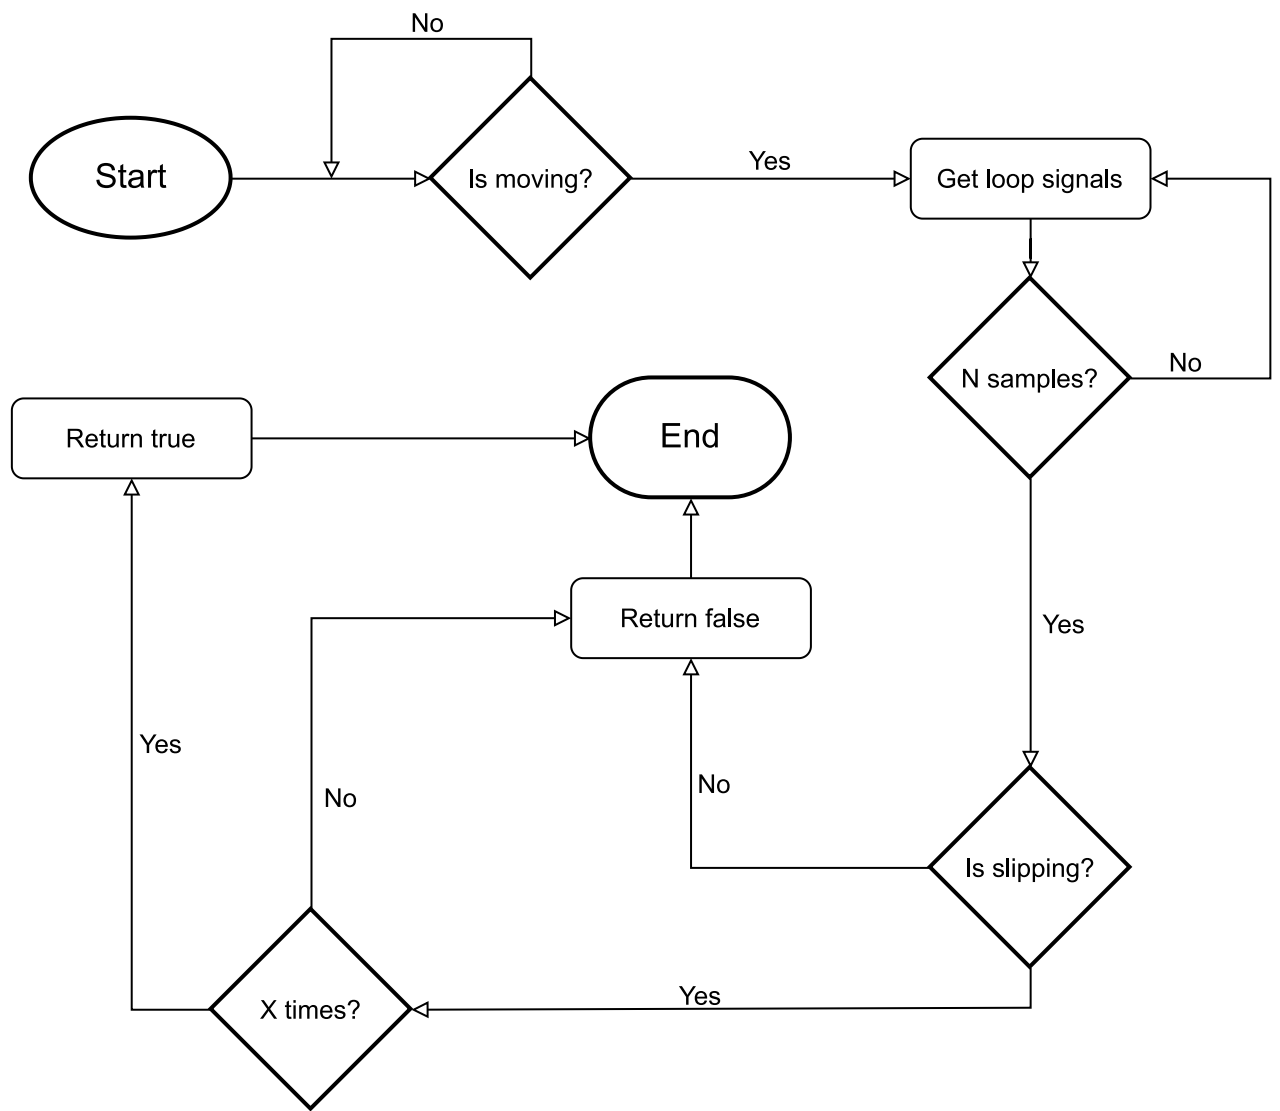 No
Start
Is moving?
Yes
Get loop signals
N samples?
No
Return true
End
Return false
Yes
Yes
No
No
Is slipping?
X times?
Yes